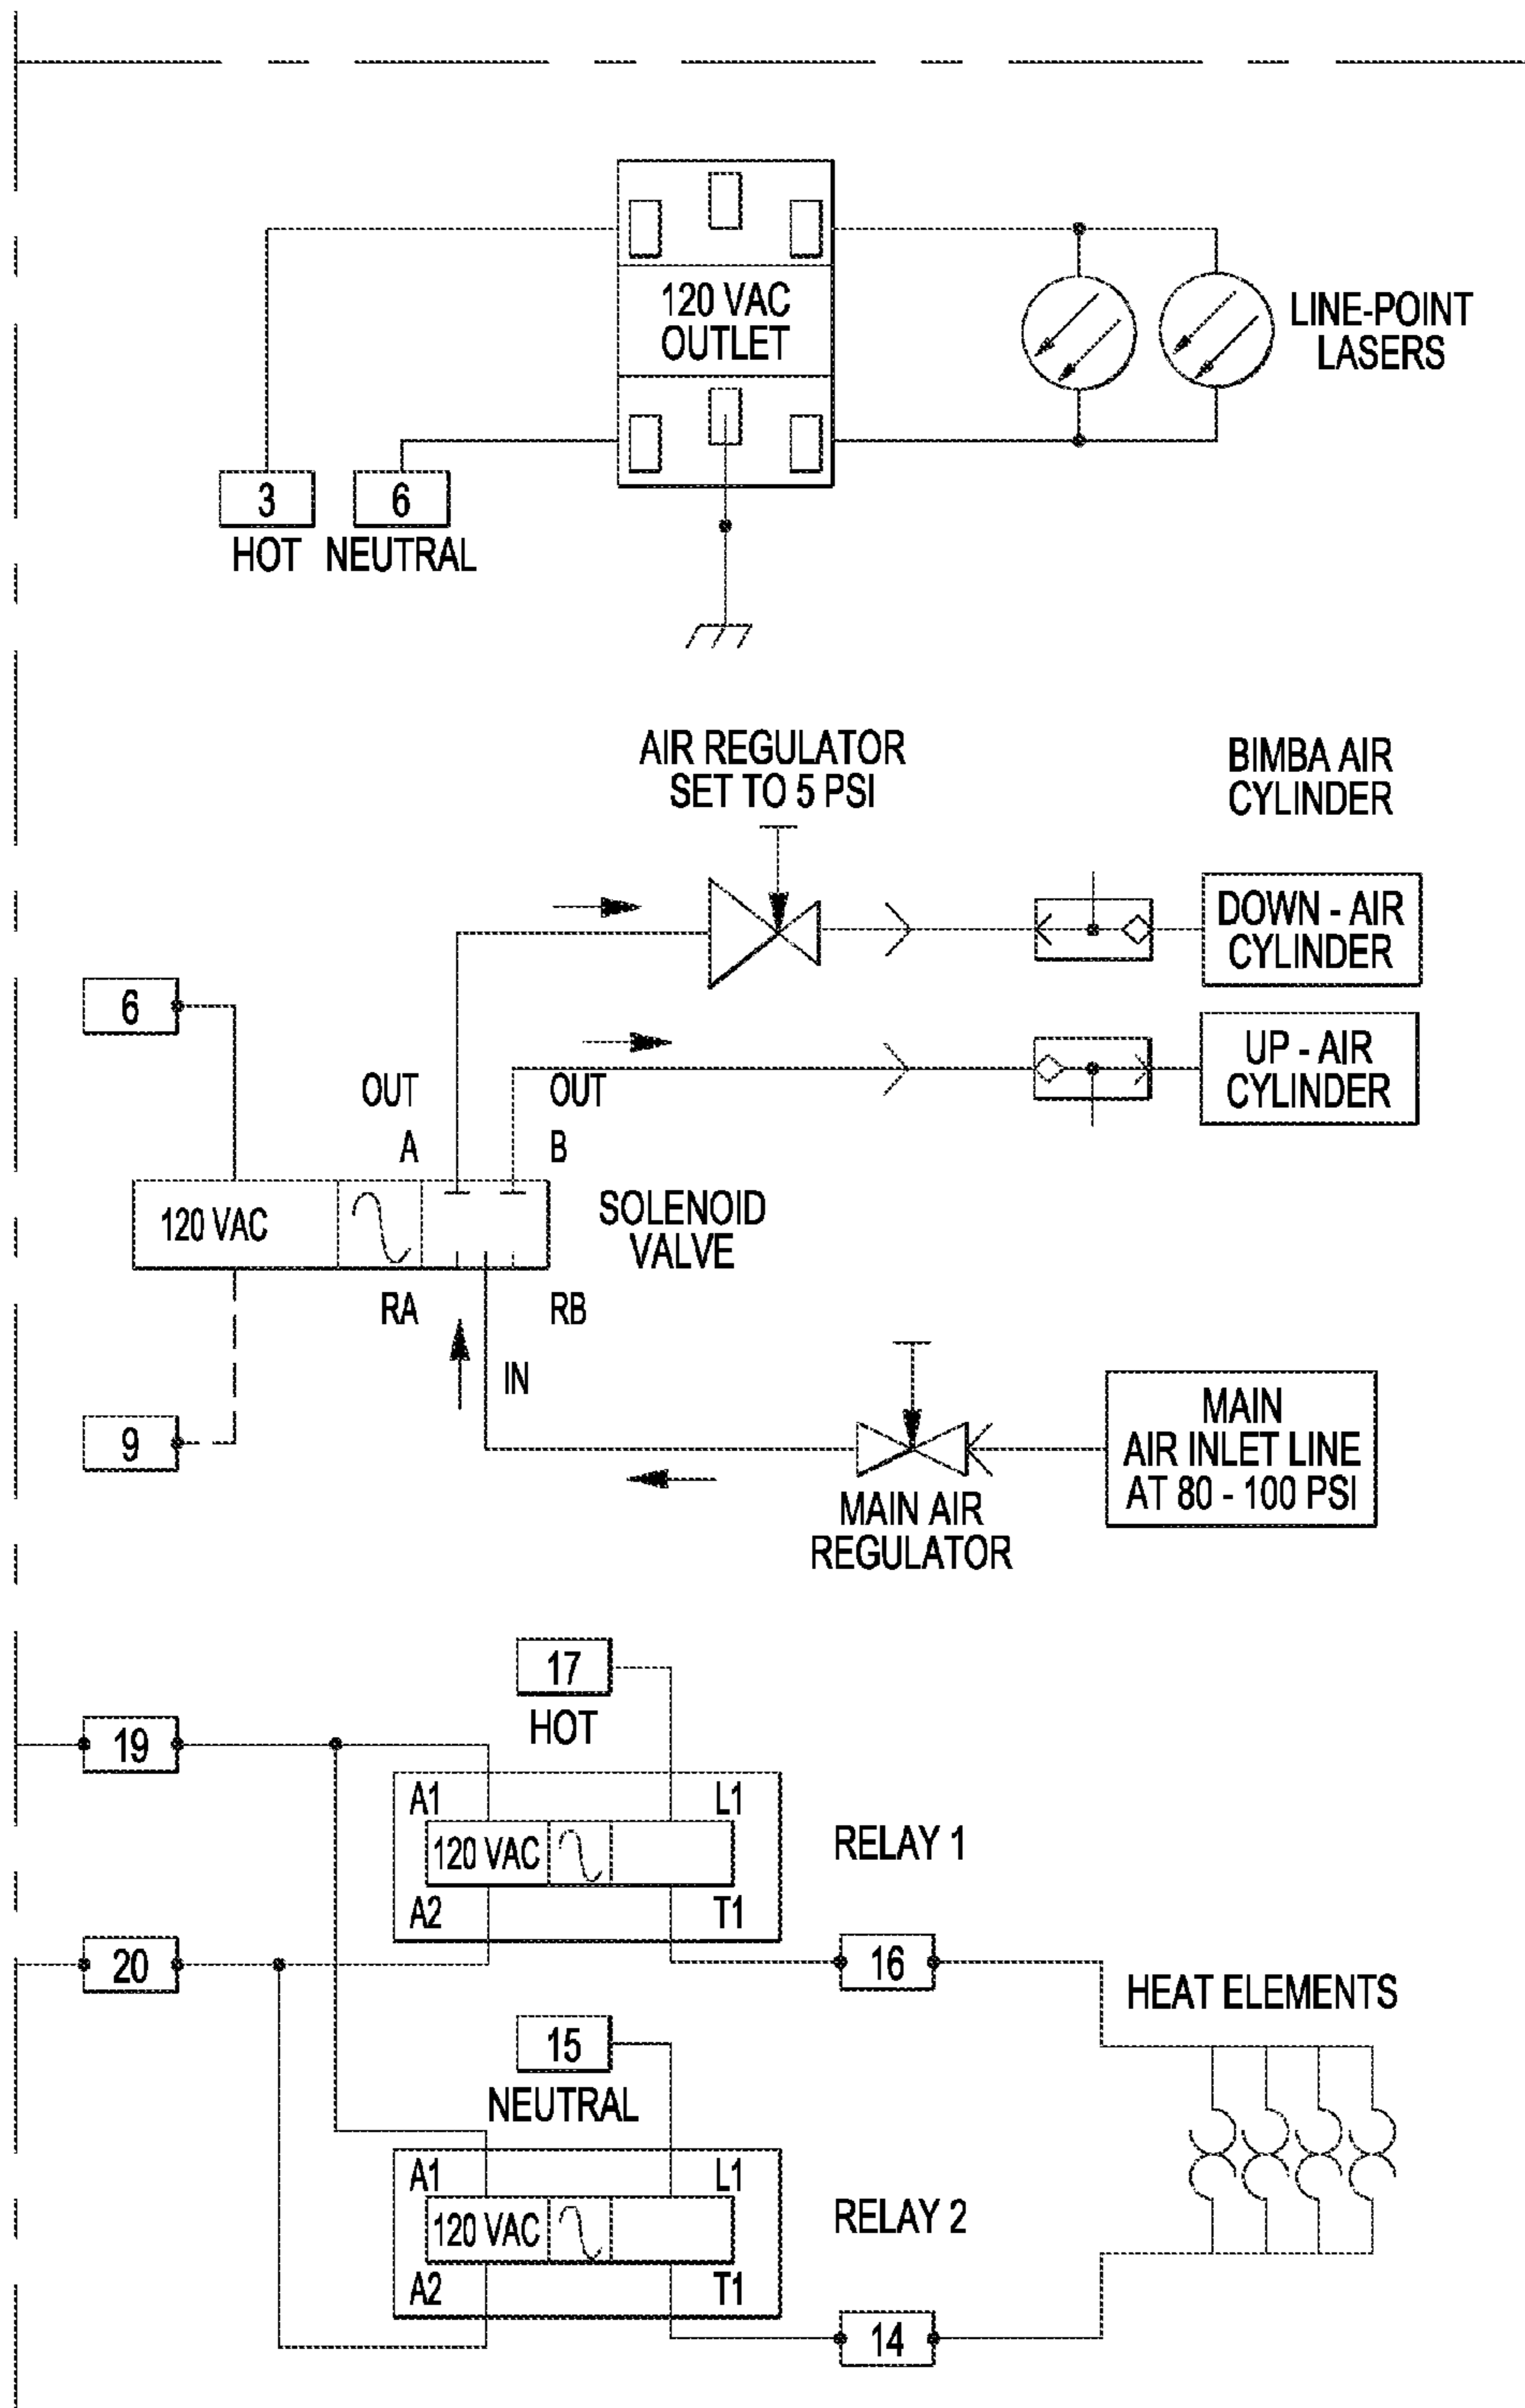 120 VAC
OUTLET
LINE-POINT
LASERS
3
6
HOT
NEUTRAL
AIR REGULATOR
SET TO 5 PSI
BIMBA AIR
CYLINDER
DOWN - AIR
CYLINDER
6
UP - AIR
CYLINDER
OUT
OUT
A
B
120 VAC
SOLENOID
VALVE
RA
RB
IN
9
MAIN
AIR INLET LINE
AT 80 - 100 PSI
MAIN AIR
REGULATOR
17
HOT
19
A1
L1
120 VAC
RELAY 1
A2
T1
20
16
HEAT ELEMENTS
15
NEUTRAL
A1
L1
120 VAC
RELAY 2
A2
T1
14